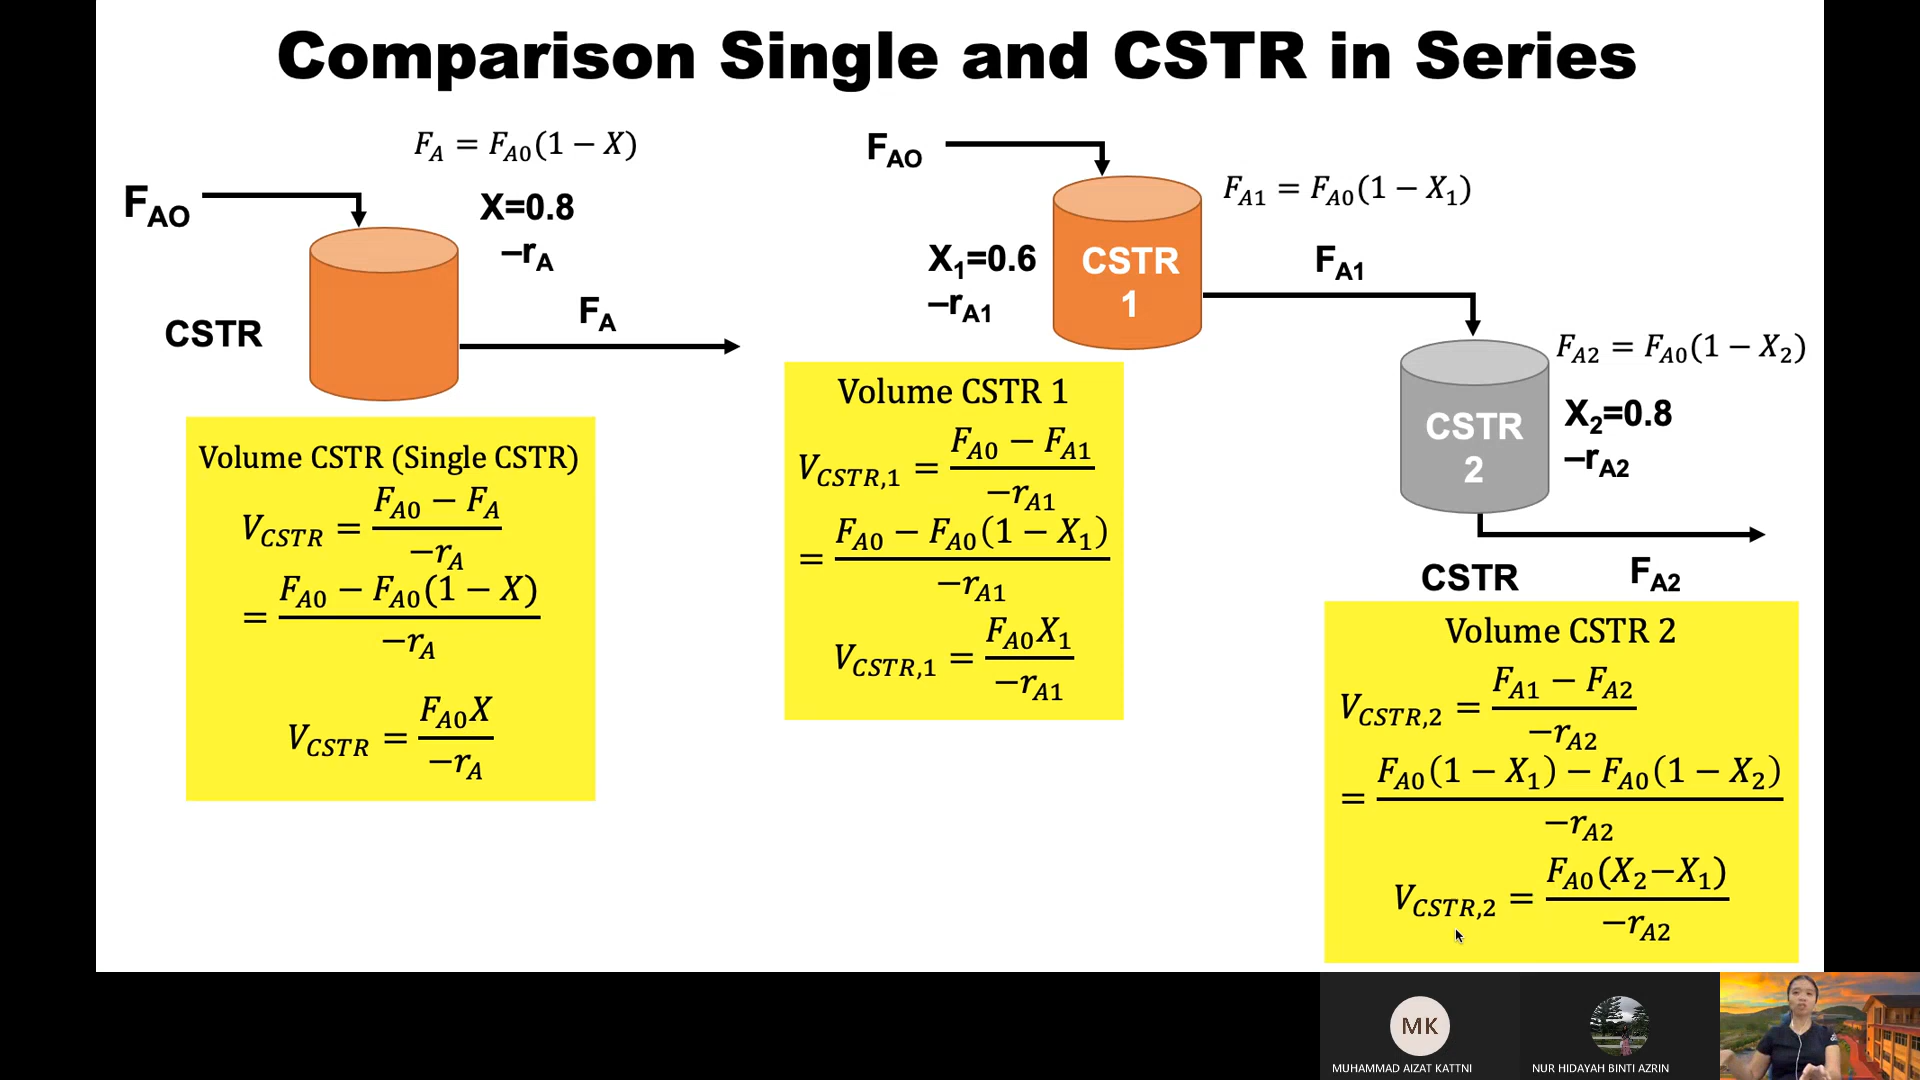 Comparison Single and CSTR in Series
F_A = F_A0(1 − X)
F_AO
X=0.8
−r_A
F_A
CSTR
Volume CSTR (Single CSTR)
V_CSTR = (F_A0 − F_A)/(−r_A)
= (F_A0 − F_A0(1 − X))/(−r_A)
V_CSTR = (F_A0X)/(−r_A)
F_AO
F_A1 = F_A0(1 − X_1)
X_1=0.6
−r_A1
CSTR
1
F_A1
Volume CSTR 1
V_CSTR,1 = (F_A0 − F_A1)/(−r_A1)
= (F_A0 − F_A0(1 − X_1))/(−r_A1)
V_CSTR,1 = (F_A0X_1)/(−r_A1)
F_A2 = F_A0(1 − X_2)
CSTR
2
X_2=0.8
−r_A2
CSTR
F_A2
Volume CSTR 2
V_CSTR,2 = (F_A1 − F_A2)/(−r_A2)
= (F_A0(1 − X_1) − F_A0(1 − X_2))/(−r_A2)
V_CSTR,2 = (F_A0(X_2−X_1))/(−r_A2)
MK
MUHAMMAD AIZAT KATTNI
NUR HIDAYAH BINTI AZRIN